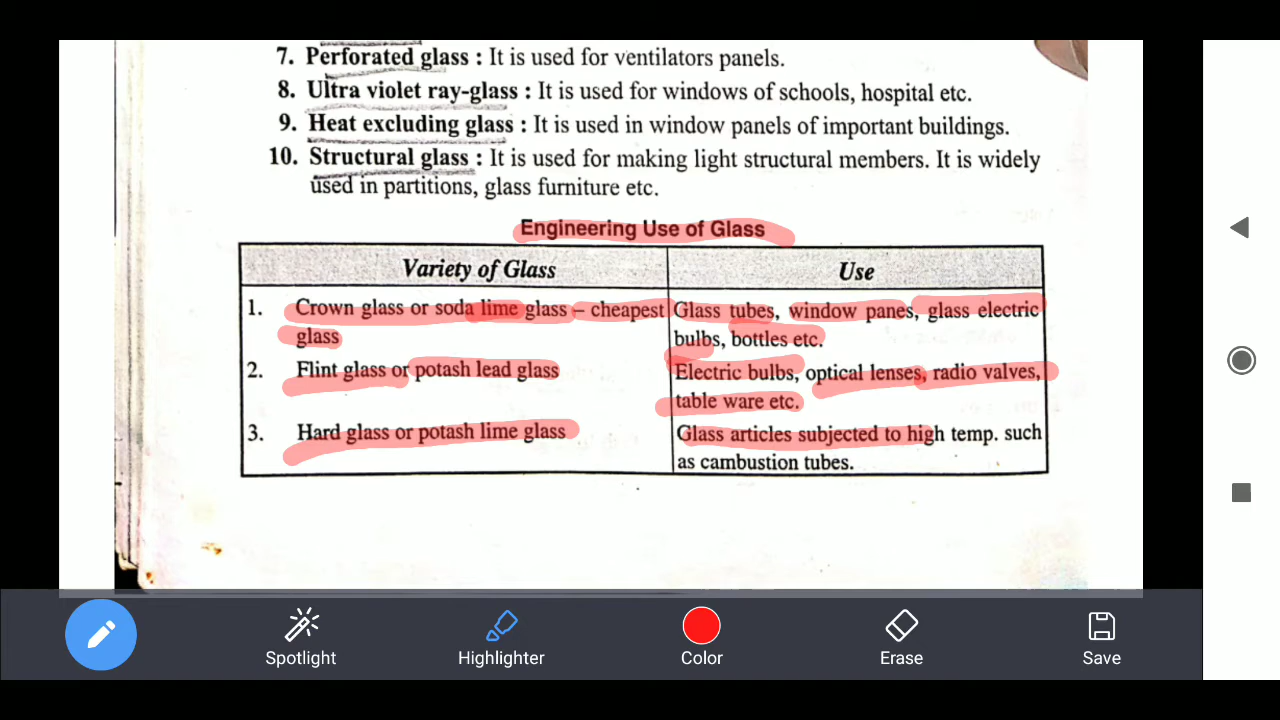 7. Perforated glass : It is used for ventilators panels.
8. Ultra violet ray-glass : It is used for windows of schools, hospital etc.
9. Heat excluding glass : It is used in window panels of important buildings.
10. Structural glass : It is used for making light structural members. It is widely
used in partitions, glass furniture etc.
Engineering Use of Glass
Variety of Glass Use
1. Crown glass or soda lime glass – cheapest Glass tubes, window panes, glass electric
glass bulbs, bottles etc.
2. Flint glass or potash lead glass Electric bulbs, optical lenses, radio valves,
table ware etc.
3. Hard glass or potash lime glass Glass articles subjected to high temp. such
as cambustion tubes.
Spotlight Highlighter Color Erase Save